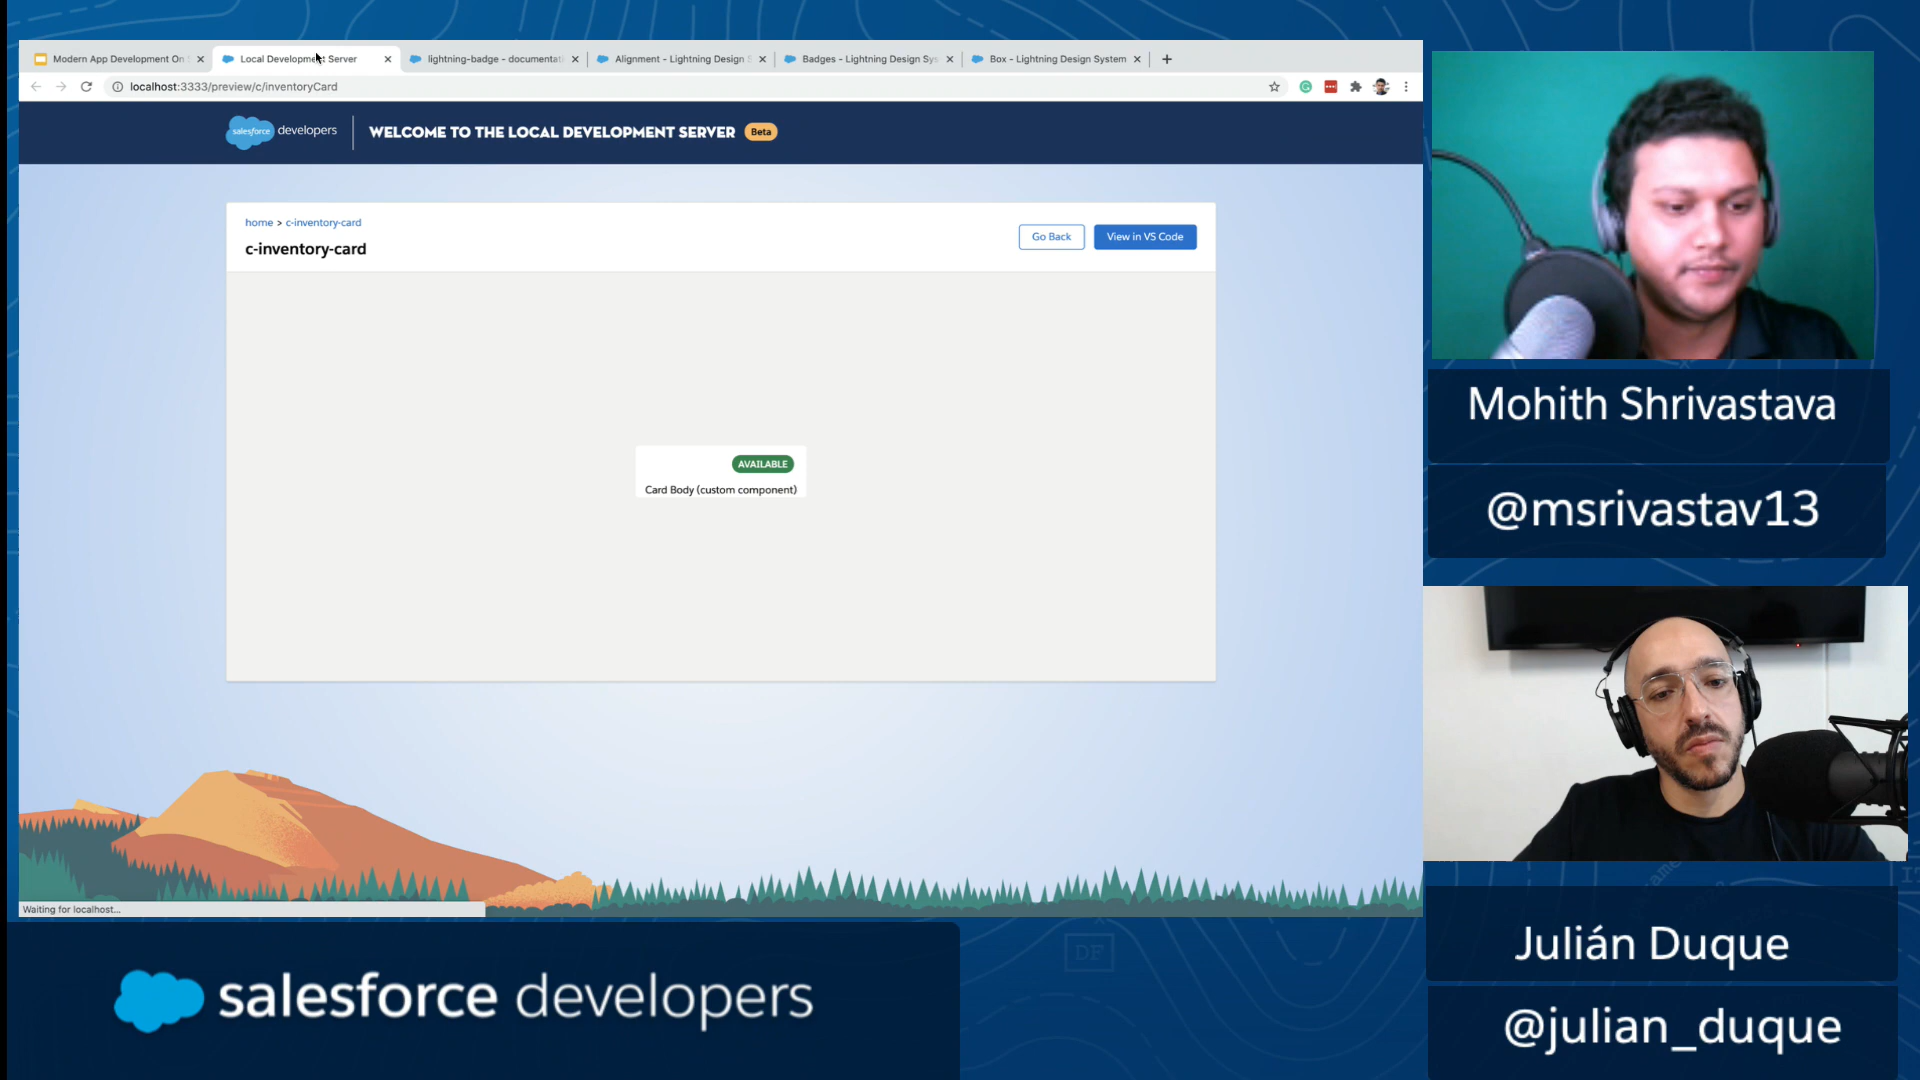 Modern App Development On
Local Development Server
lightning-badge - documentat
Alignment - Lightning Design
Badges - Lightning Design Sys
Box - Lightning Design System
localhost:3333/preview/c/inventoryCard
salesforce developers
WELCOME TO THE LOCAL DEVELOPMENT SERVER Beta
home > c-inventory-card
c-inventory-card
Go Back
View in VS Code
AVAILABLE
Card Body (custom component)
Waiting for localhost...
Mohith Shrivastava
@msrivastav13
Julián Duque
@julian_duque
salesforce developers
DF